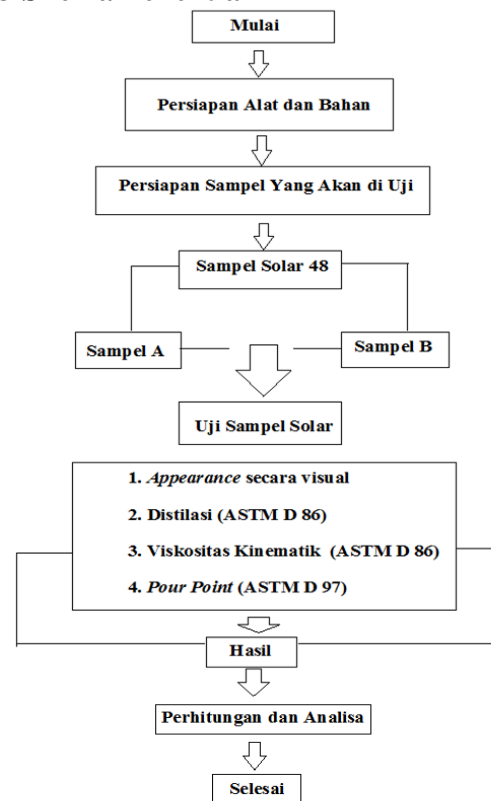 Mulai
Persiapan Alat dan Bahan
Persiapan Sampel Yang Akan di Uji
Sampel Solar 48
Sampel A
Sampel B
Uji Sampel Solar
1. Appearance secara visual
2. Distilasi (ASTM D 86)
3. Viskositas Kinematik (ASTM D 86)
4. Pour Point (ASTM D 97)
Hasil
Perhitungan dan Analisa
Selesai